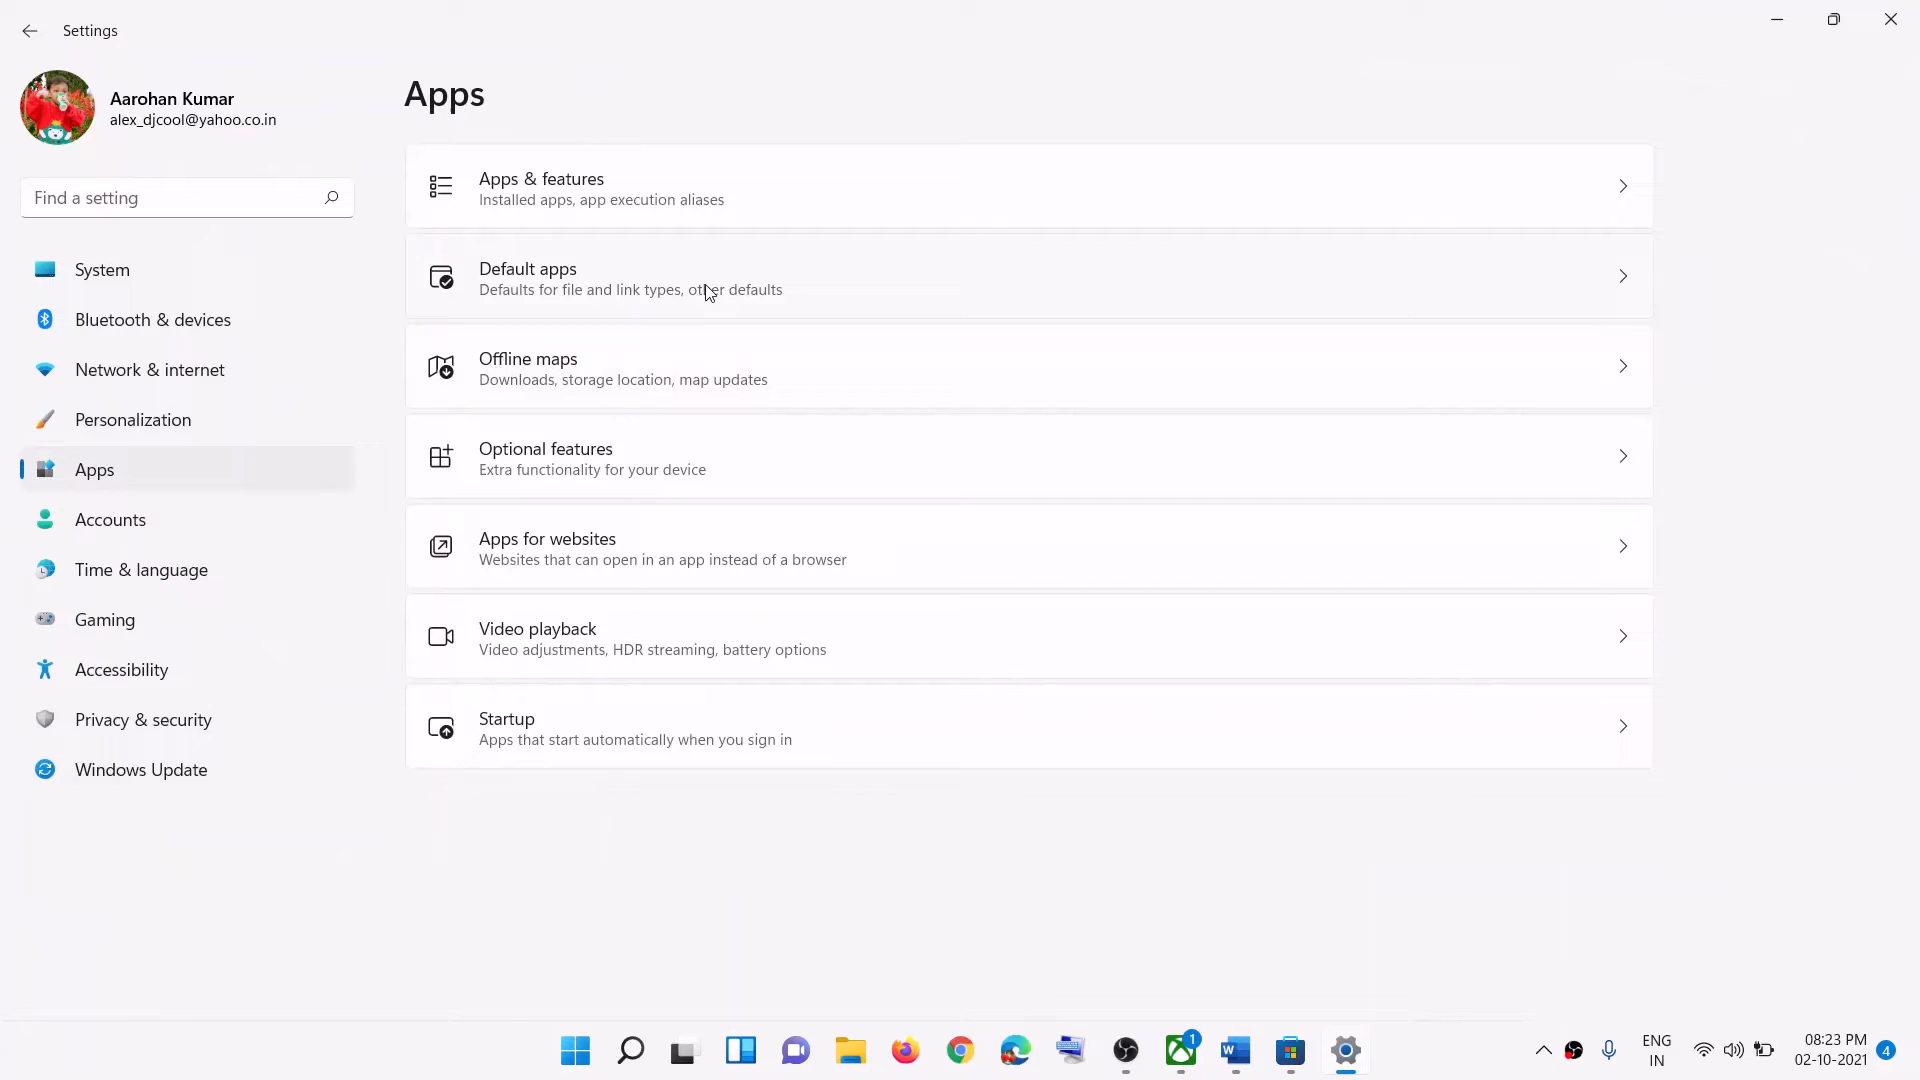 Settings
Aarohan Kumar
alex_djcool@yahoo.co.in
Find a setting
System
Bluetooth & devices
Network & internet
Personalization
Apps
Accounts
Time & language
Gaming
Accessibility
Privacy & security
Windows Update
Apps
Apps & features
Installed apps, app execution aliases
Default apps
Defaults for file and link types, other defaults
Offline maps
Downloads, storage location, map updates
Optional features
Extra functionality for your device
Apps for websites
Websites that can open in an app instead of a browser
Video playback
Video adjustments, HDR streaming, battery options
Startup
Apps that start automatically when you sign in
1
W
ENG
IN
08:23 PM
02-10-2021
4